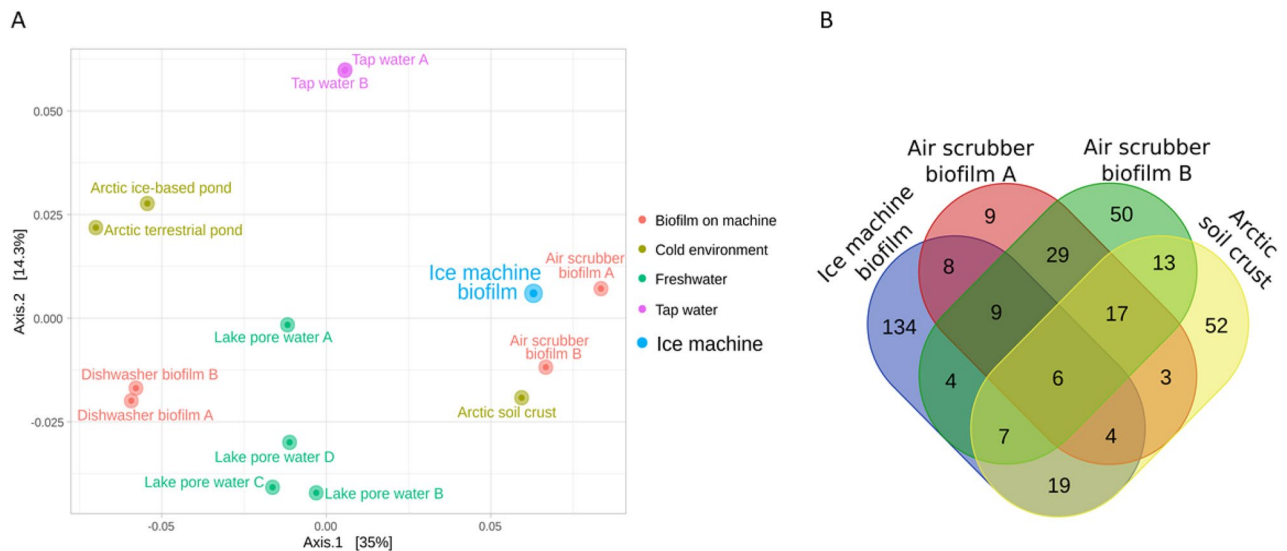 A
B
Tap water A
Tap water B
0.050
Arctic ice-based pond
0.025
Arctic terrestrial pond
Axis.2 [14.3%]
Ice machine
biofilm
Air scrubber
biofilm A
0.000
Lake pore water A
Air scrubber
biofilm B
Dishwasher biofilm B
Dishwasher biofilm A
Arctic soil crust
-0.025
Lake pore water D
Lake pore water C
Lake pore water B
-0.05
0.00
0.05
Axis.1 [35%]
Biofilm on machine
Cold environment
Freshwater
Tap water
Ice machine
Air scrubber
biofilm A
Air scrubber
biofilm B
Ice machine
biofilm
Arctic
soil crust
9
50
8
29
13
134
9
17
52
4
6
3
7
4
19